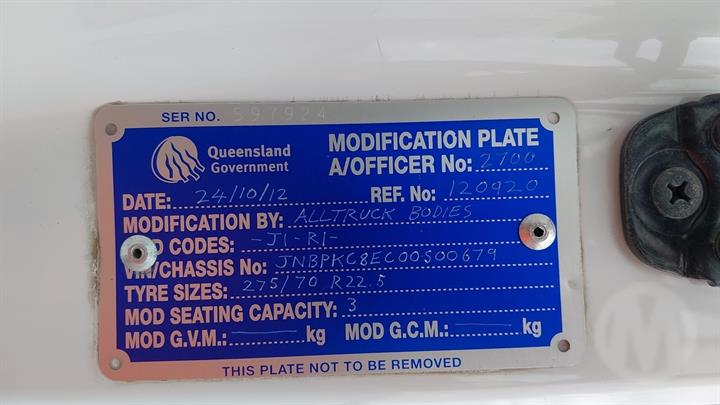 SER NO. 597924
Queensland
Government
MODIFICATION PLATE
A/OFFICER No: 2700
DATE: 24/10/12 REF. No: 120920
MODIFICATION BY: ALLTRUCK BODIES
CODES: -J1-R1-
VIN/CHASSIS No: JNBPKC8EC00S00679
TYRE SIZES: 275/70 R22.5
MOD SEATING CAPACITY: 3
MOD G.V.M.: kg MOD G.C.M.: kg
THIS PLATE NOT TO BE REMOVED